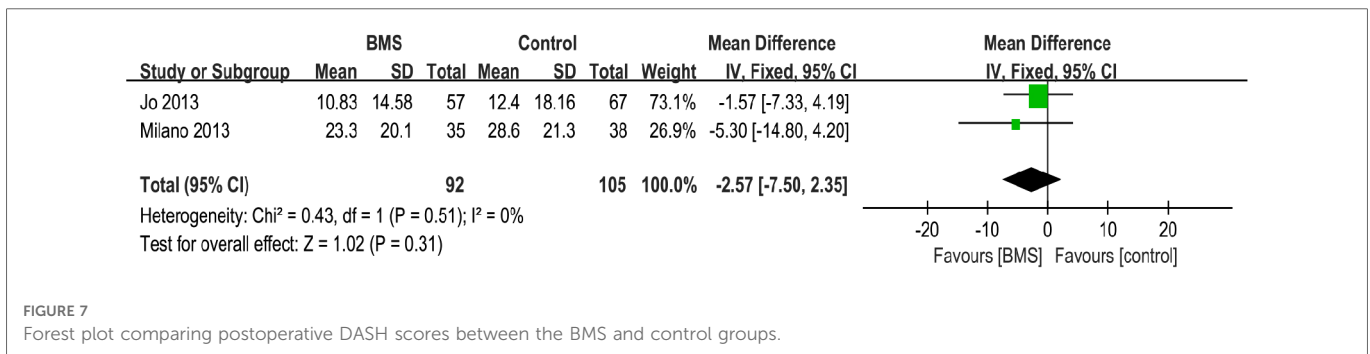 BMS Control Mean Difference Mean Difference
Study or Subgroup Mean SD Total Mean SD Total Weight IV, Fixed, 95% CI IV, Fixed, 95% CI
Jo 2013 10.83 14.58 57 12.4 18.16 67 73.1% -1.57 [-7.33, 4.19]
Milano 2013 23.3 20.1 35 28.6 21.3 38 26.9% -5.30 [-14.80, 4.20]
Total (95% CI) 92 105 100.0% -2.57 [-7.50, 2.35]
Heterogeneity: Chi² = 0.43, df = 1 (P = 0.51); I² = 0%
Test for overall effect: Z = 1.02 (P = 0.31)
-20 -10 0 10 20
Favours [BMS] Favours [control]
FIGURE 7
Forest plot comparing postoperative DASH scores between the BMS and control groups.